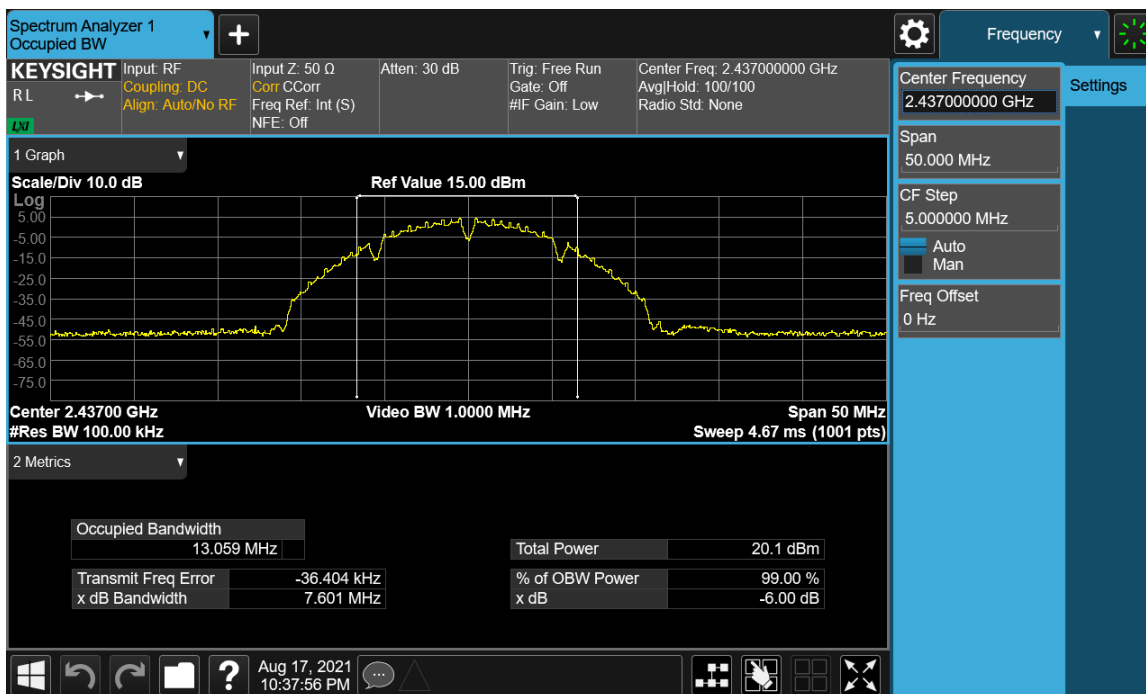 Spectrum Analyzer 1
Occupied BW
+
Frequency
KEYSIGHT
R L
LXI
Input: RF
Coupling: DC
Align: Auto/No RF
Input Z: 50 Ω
Corr CCorr
Freq Ref: Int (S)
NFE: Off
Atten: 30 dB
Trig: Free Run
Gate: Off
#IF Gain: Low
Center Freq: 2.437000000 GHz
Avg|Hold: 100/100
Radio Std: None
Center Frequency
2.437000000 GHz
Settings
Span
50.000 MHz
CF Step
5.000000 MHz
Auto
Man
Freq Offset
0 Hz
1 Graph
Scale/Div 10.0 dB
Ref Value 15.00 dBm
Log
5.00
-5.00
-15.0
-25.0
-35.0
-45.0
-55.0
-65.0
-75.0
Center 2.43700 GHz
Video BW 1.0000 MHz
Span 50 MHz
#Res BW 100.00 kHz
Sweep 4.67 ms (1001 pts)
2 Metrics
Occupied Bandwidth
13.059 MHz
Total Power 20.1 dBm
Transmit Freq Error -36.404 kHz
% of OBW Power 99.00 %
x dB Bandwidth 7.601 MHz
x dB -6.00 dB
?
Aug 17, 2021
10:37:56 PM